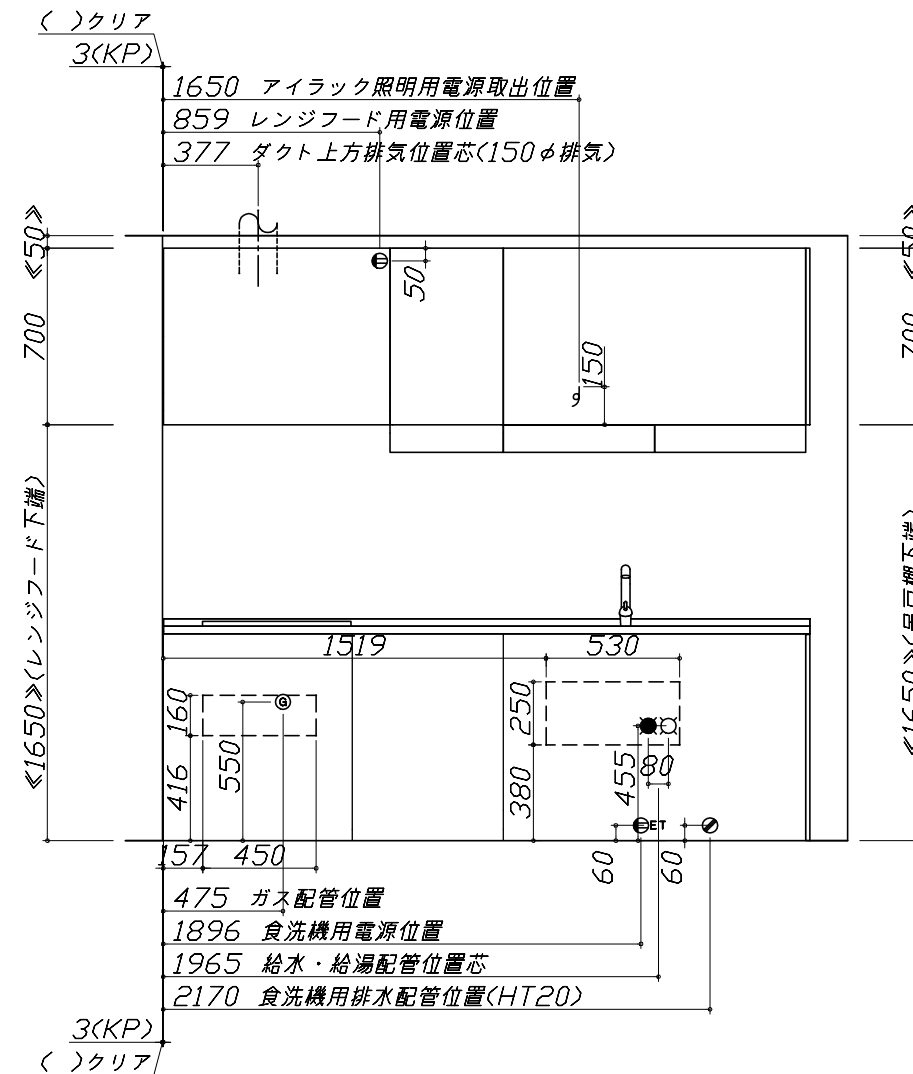 ( )クリア
3(KP)
1650 アイラック照明用電源取出位置
859 レンジフード用電源位置
377 ダクト上方排気位置芯(150φ排気)
≪50≫
≪50≫
50
700
700
150
≪1650≫(レンジフード下端)
≪1650≫(吊戸棚下端)
1519
530
160
G
250
550
416
455
80
380
ET
60
60
157
450
475 ガス配管位置
1896 食洗機用電源位置
1965 給水・給湯配管位置芯
2170 食洗機用排水配管位置(HT20)
3(KP)
( )クリア